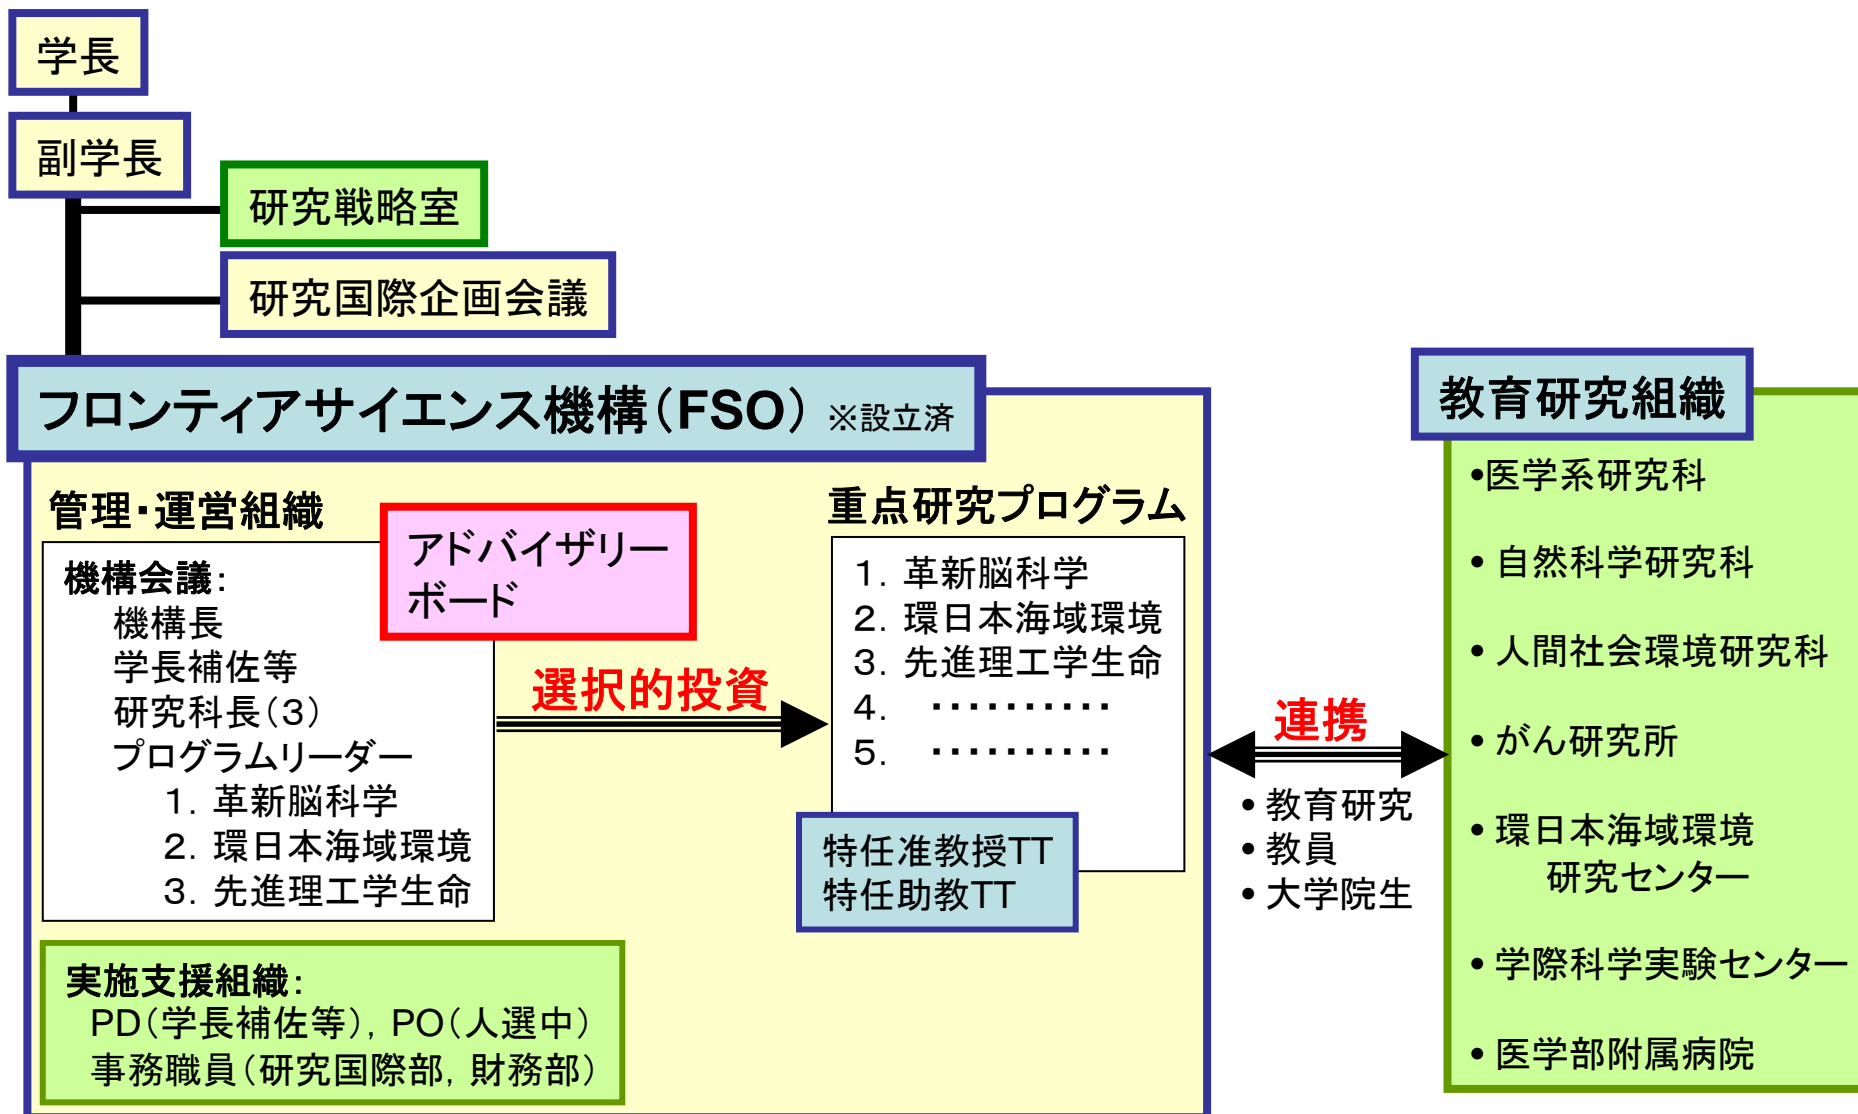 学長
副学長
研究戦略室
研究国際企画会議
フロンティアサイエンス機構(FSO) ※設立済
管理・運営組織
アドバイザリー
ボード
機構会議:
機構長
学長補佐等
研究科長(3)
プログラムリーダー
1. 革新脳科学
2. 環日本海域環境
3. 先進理工学生命
選択的投資
重点研究プログラム
1. 革新脳科学
2. 環日本海域環境
3. 先進理工学生命
4. ・・・・・・・・・・
5. ・・・・・・・・・・
特任准教授TT
特任助教TT
実施支援組織:
PD(学長補佐等), PO(人選中)
事務職員(研究国際部, 財務部)
連携
•教育研究
•教員
•大学院生
教育研究組織
•医学系研究科
•自然科学研究科
•人間社会環境研究科
•がん研究所
•環日本海域環境
研究センター
•学際科学実験センター
•医学部附属病院